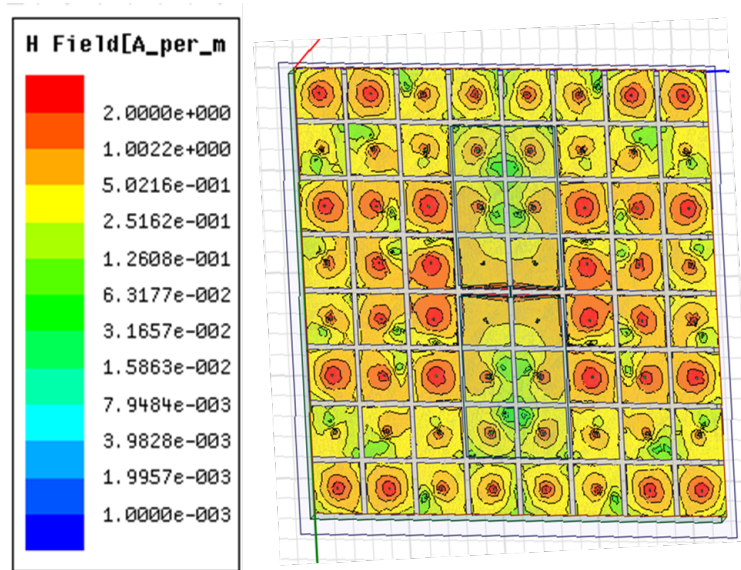 H Field[A_per_m
2.0000e+000
1.0022e+000
5.0216e-001
2.5162e-001
1.2608e-001
6.3177e-002
3.1657e-002
1.5863e-002
7.9484e-003
3.9828e-003
1.9957e-003
1.0000e-003